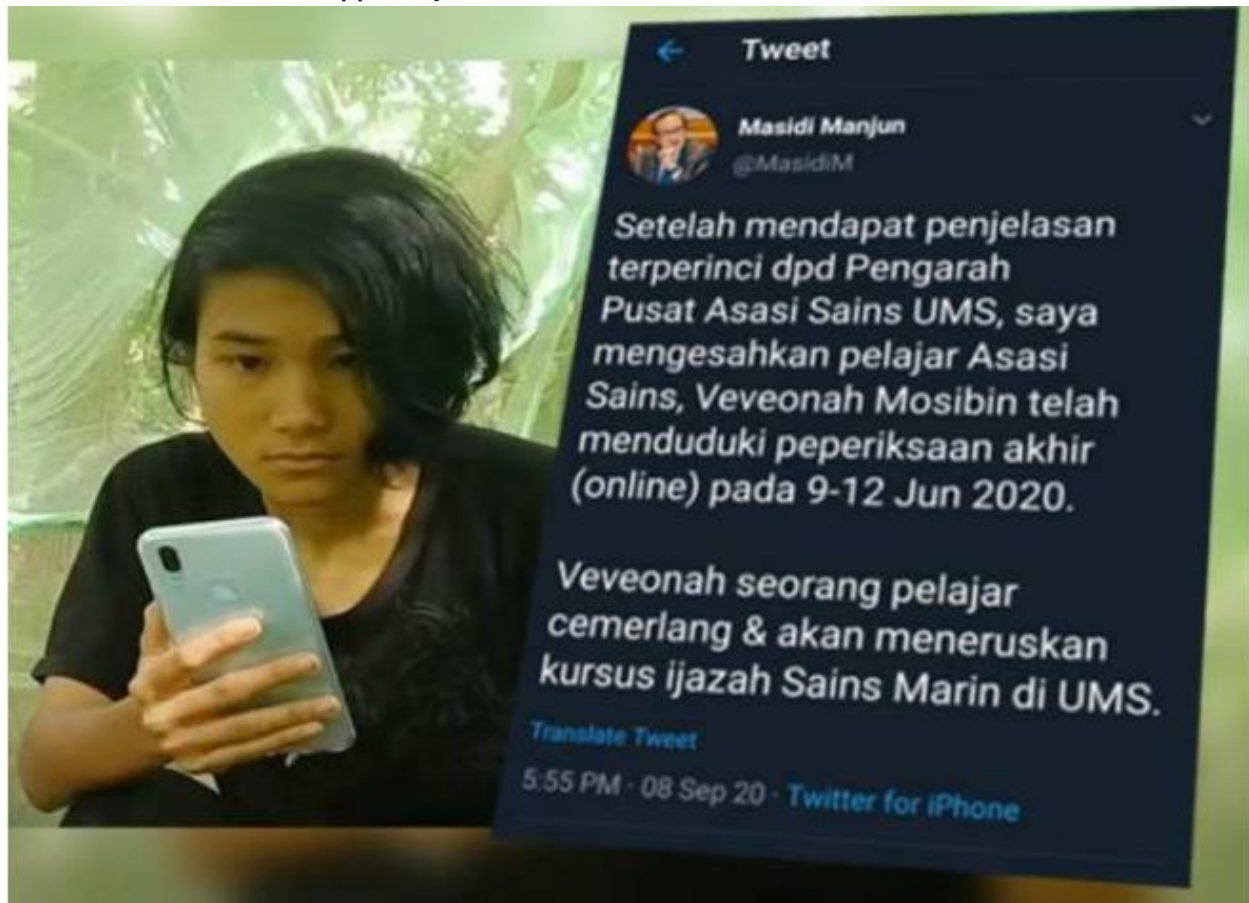 Tweet
Masidi Manjun
@MasidiM
Setelah mendapat penjelasan
terperinci dpd Pengarah
Pusat Asasi Sains UMS, saya
mengesahkan pelajar Asasi
Sains, Veveonah Mosibin telah
menduduki peperiksaan akhir
(online) pada 9-12 Jun 2020.
Veveonah seorang pelajar
cemerlang & akan meneruskan
kursus ijazah Sains Marin di UMS.
Translate Tweet
5:55 PM · 08 Sep 20 · Twitter for iPhone